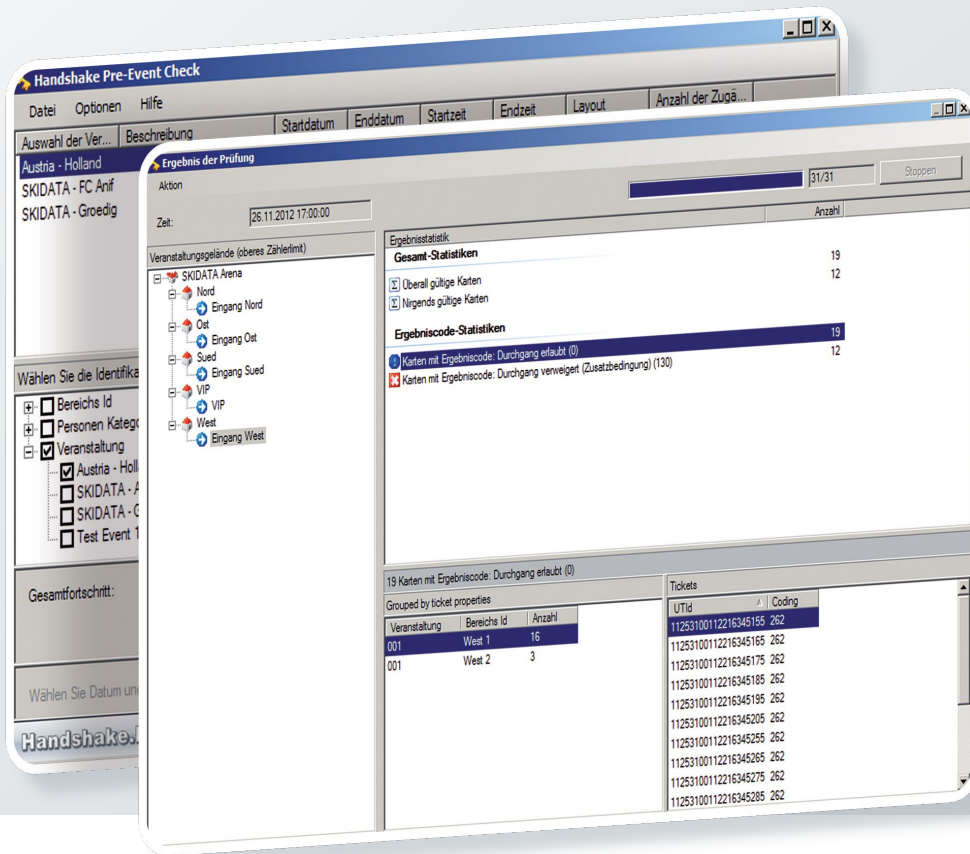 Handshake Pre-Event Check
Datei Optionen Hilfe
Auswahl der Ver... Beschreibung Startdatum Enddatum Startzeit Endzeit Layout Anzahl der Zugä...
Austria - Holland
SKIDATA - FC Anif
SKIDATA - Groedig
Wählen Sie die Identifika
Bereichs Id
Personen Katego
Veranstaltung
Austria - Holl
SKIDATA - A
SKIDATA - G
Test Event 1
Gesamtfortschritt:
Wählen Sie Datum un
Handshake.
Ergebnis der Prüfung
Aktion
31/31 Stoppen
Zeit: 26.11.2012 17:00:00
Veranstaltungsgelände (oberes Zählerlimit)
SKIDATA Arena
Nord
Eingang Nord
Ost
Eingang Ost
Sued
Eingang Sued
VIP
VIP
West
Eingang West
Ergebnisstatistik Anzahl
Gesamt-Statistiken
Überall gültige Karten 19
Nirgends gültige Karten 12
Ergebniscode-Statistiken
Karten mit Ergebniscode: Durchgang erlaubt (0) 19
Karten mit Ergebniscode: Durchgang verweigert (Zusatzbedingung) (130) 12
19 Karten mit Ergebniscode: Durchgang erlaubt (0)
Grouped by ticket properties
Veranstaltung Bereichs Id Anzahl
001 West 1 16
001 West 2 3
Tickets
UTId Coding
11253100112216345155 262
11253100112216345165 262
11253100112216345175 262
11253100112216345185 262
11253100112216345195 262
11253100112216345205 262
11253100112216345255 262
11253100112216345265 262
11253100112216345275 262
11253100112216345285 262